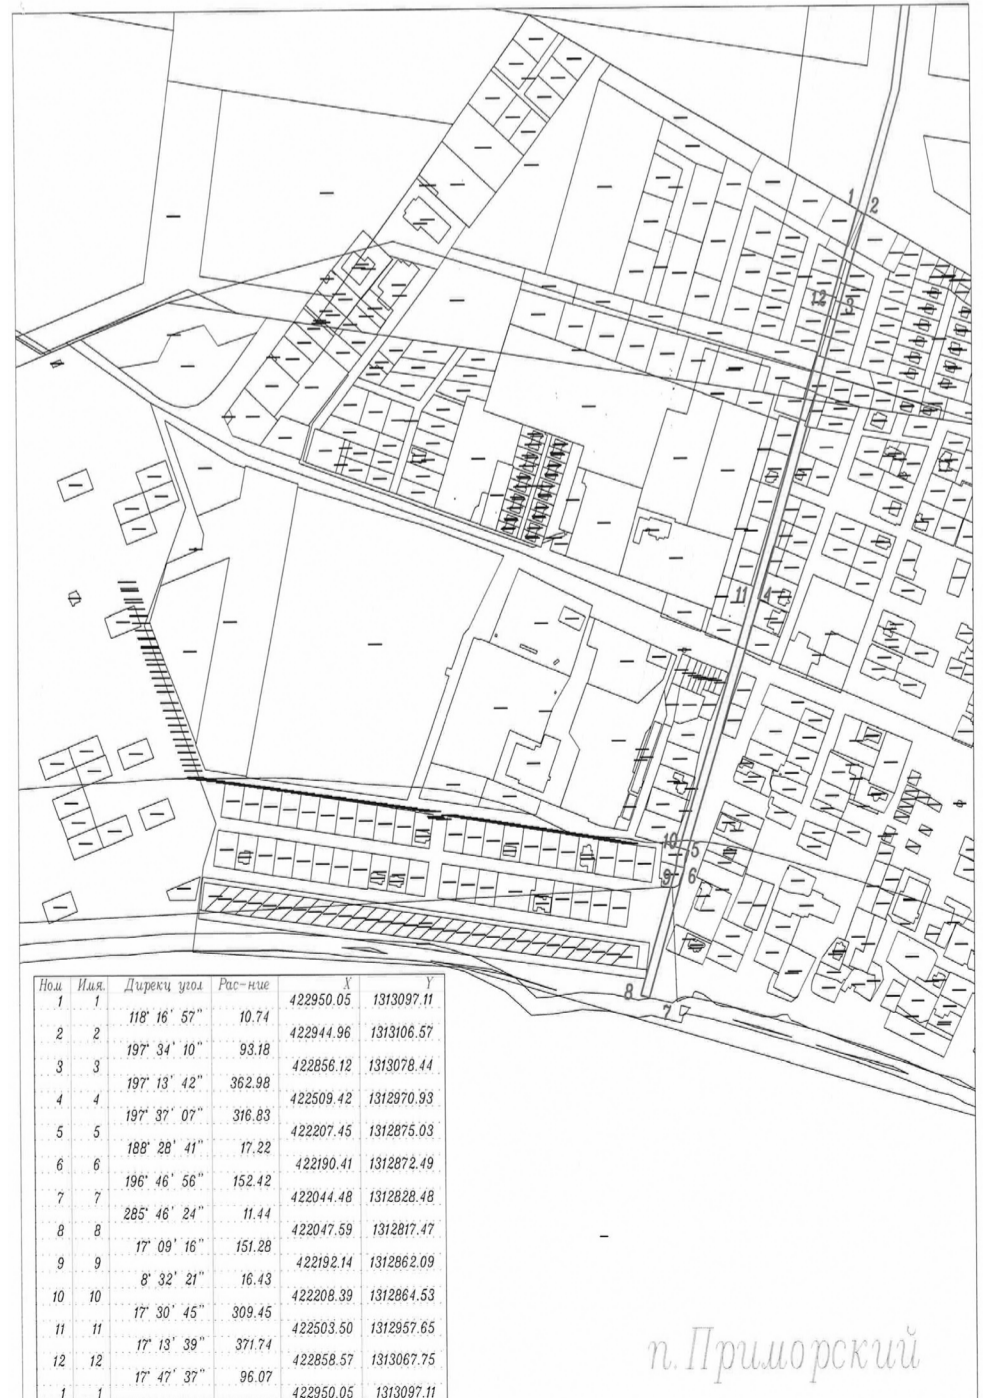 1 2
12 3
11 4
10 5
9 6
8
7 7
Ном Имя. Дирекц угол Рас-ние X Y
1 1 422950.05 1313097.11
118° 16' 57" 10.74
2 2 422944.96 1313106.57
197° 34' 10" 93.18
3 3 422856.12 1313078.44
197° 13' 42" 362.98
4 4 422509.42 1312970.93
197° 37' 07" 316.83
5 5 422207.45 1312875.03
188° 28' 41" 17.22
6 6 422190.41 1312872.49
196° 46' 56" 152.42
7 7 422044.48 1312828.48
285° 46' 24" 11.44
8 8 422047.59 1312817.47
17° 09' 16" 151.28
9 9 422192.14 1312862.09
8° 32' 21" 16.43
10 10 422208.39 1312864.53
17° 30' 45" 309.45
11 11 422503.50 1312957.65
17° 13' 39" 371.74
12 12 422858.57 1313067.75
17° 47' 37" 96.07
1 1 422950.05 1313097.11
п. Приморский